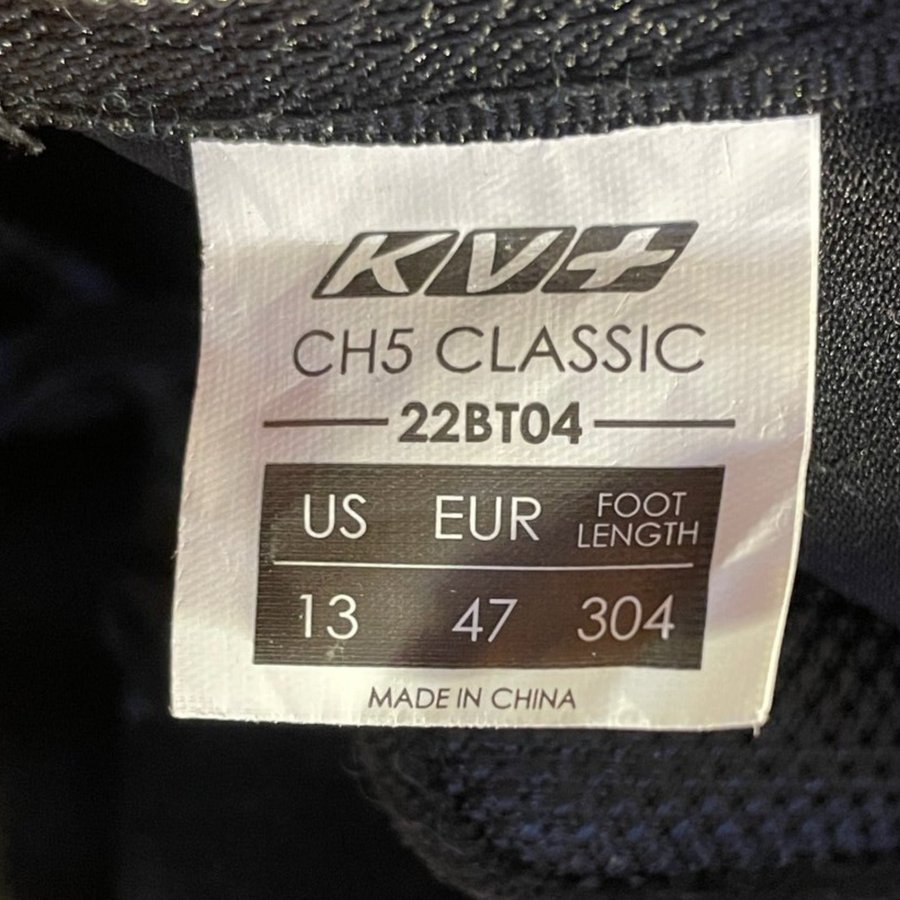 KV+
CH5 CLASSIC
22BT04
US EUR FOOT LENGTH
13 47 304
MADE IN CHINA